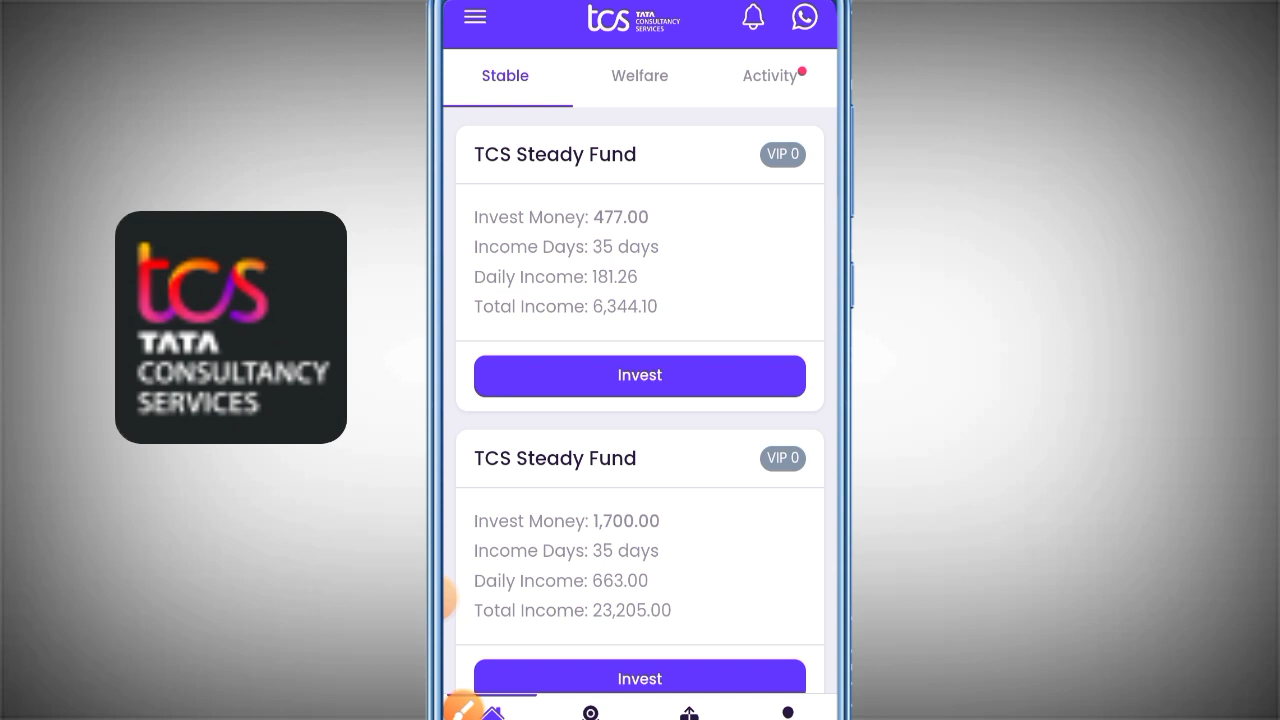 tcs TATA
CONSULTANCY
SERVICES
Stable Welfare Activity
TCS Steady Fund VIP 0
Invest Money: 477.00
Income Days: 35 days
Daily Income: 181.26
Total Income: 6,344.10
Invest
TCS Steady Fund VIP 0
Invest Money: 1,700.00
Income Days: 35 days
Daily Income: 663.00
Total Income: 23,205.00
Invest
tcs
TATA
CONSULTANCY
SERVICES